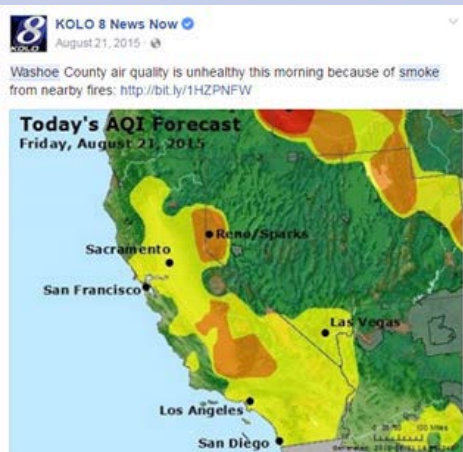 8
KOLO
KOLO 8 News Now
August 21, 2015 ·
Washoe County air quality is unhealthy this morning because of smoke
from nearby fires: http://bit.ly/1HZPNFW
Today's AQI Forecast
Friday, August 21, 2015
Reno/Sparks
Sacramento
San Francisco
Las Vegas
Los Angeles
San Diego